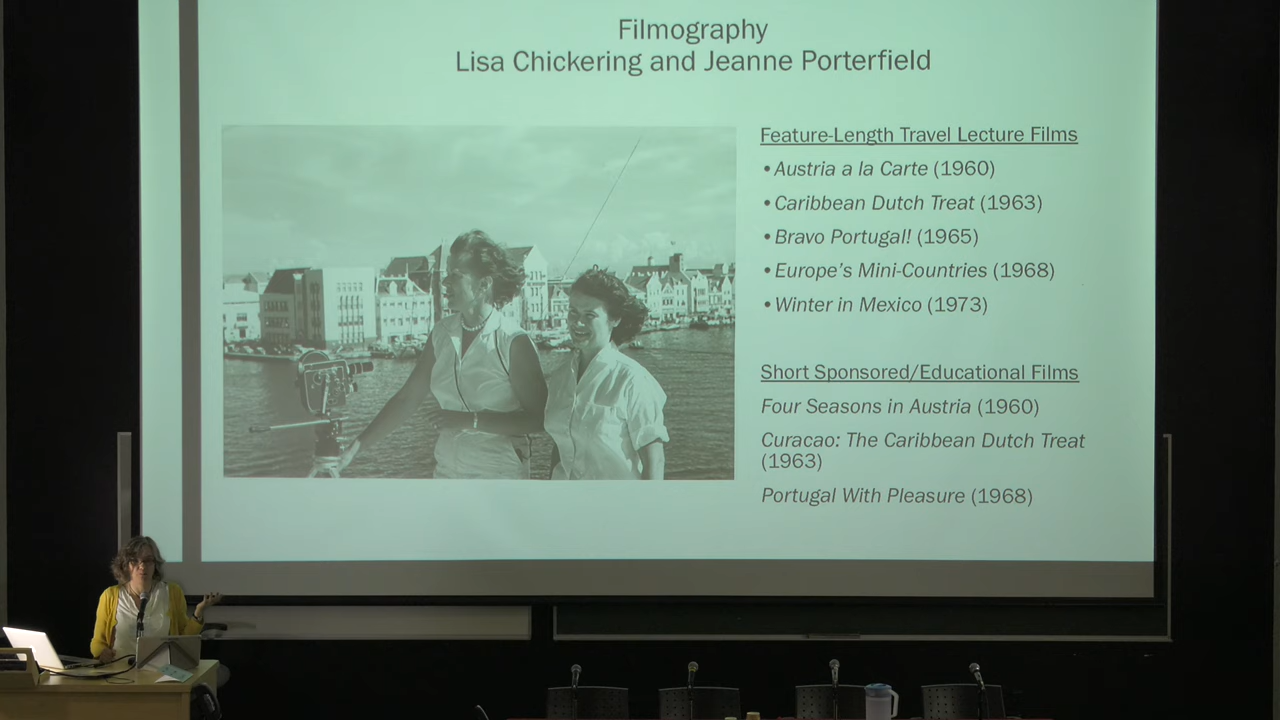 Filmography
Lisa Chickering and Jeanne Porterfield
Feature-Length Travel Lecture Films
•Austria a la Carte (1960)
•Caribbean Dutch Treat (1963)
•Bravo Portugal! (1965)
•Europe's Mini-Countries (1968)
•Winter in Mexico (1973)
Short Sponsored/Educational Films
Four Seasons in Austria (1960)
Curacao: The Caribbean Dutch Treat
(1963)
Portugal With Pleasure (1968)